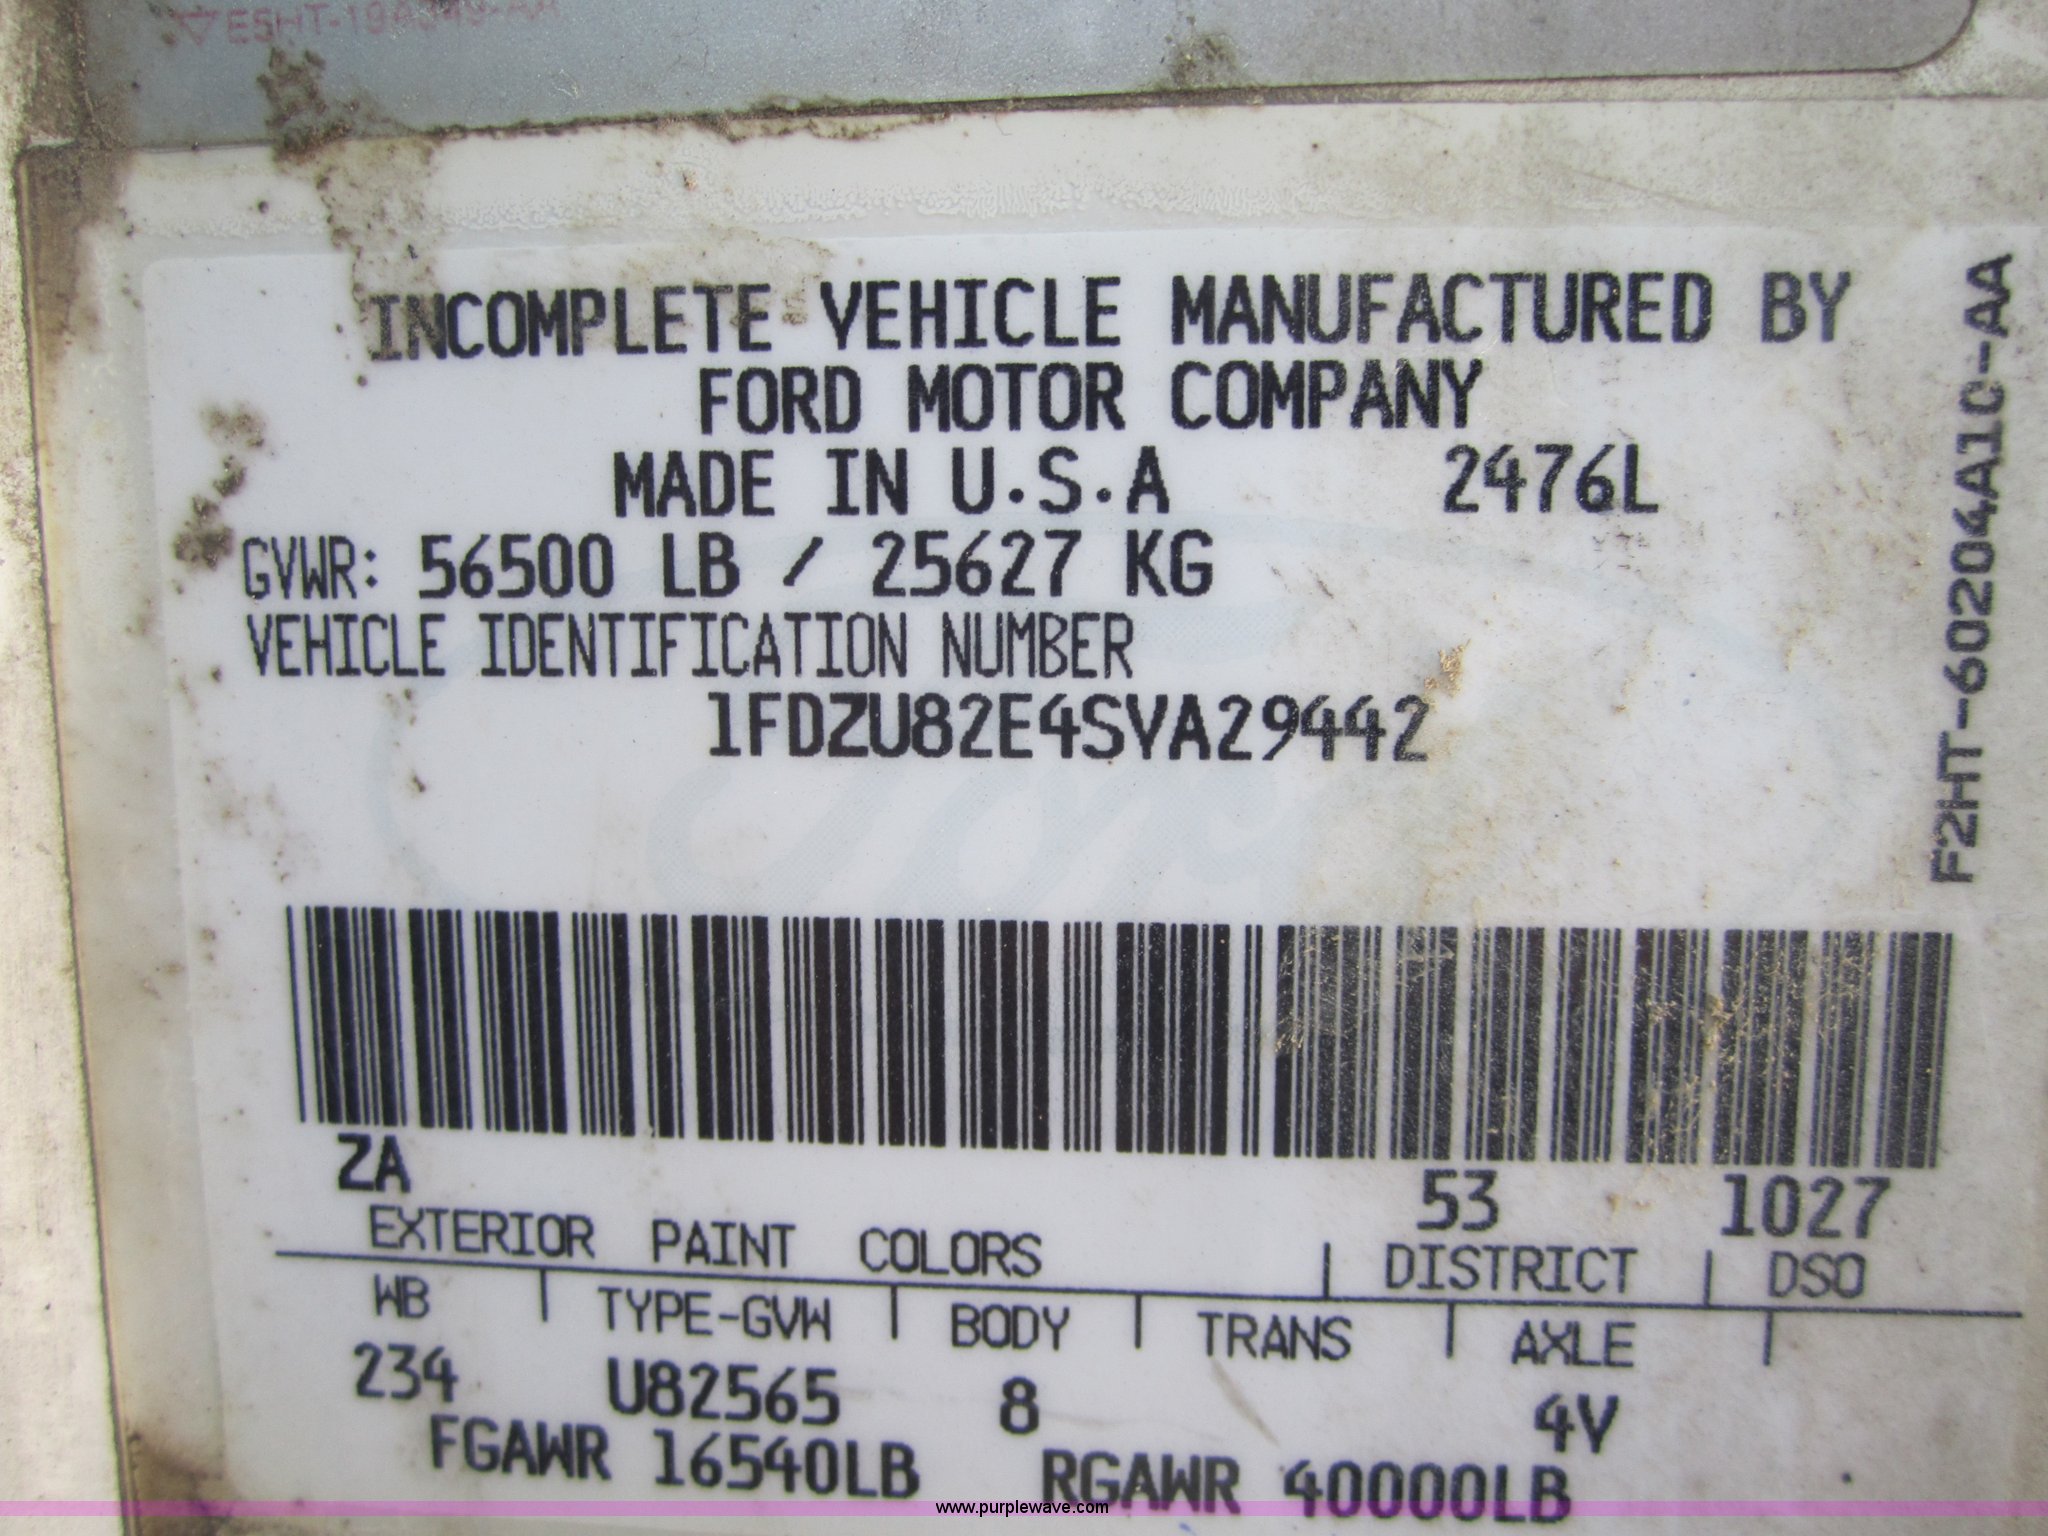 INCOMPLETE VEHICLE MANUFACTURED BY
FORD MOTOR COMPANY
MADE IN U.S.A 2476L
GVWR: 56500 LB / 25627 KG
VEHICLE IDENTIFICATION NUMBER
1FDZU82E4SVA29442
F2HT-60204A10-AA
ZA 53 1027
EXTERIOR PAINT COLORS DISTRICT DSO
WB TYPE-GVW BODY TRANS AXLE
234 U82565 8 4V
FGAWR 16540LB RGAWR 40000LB
www.purplewave.com